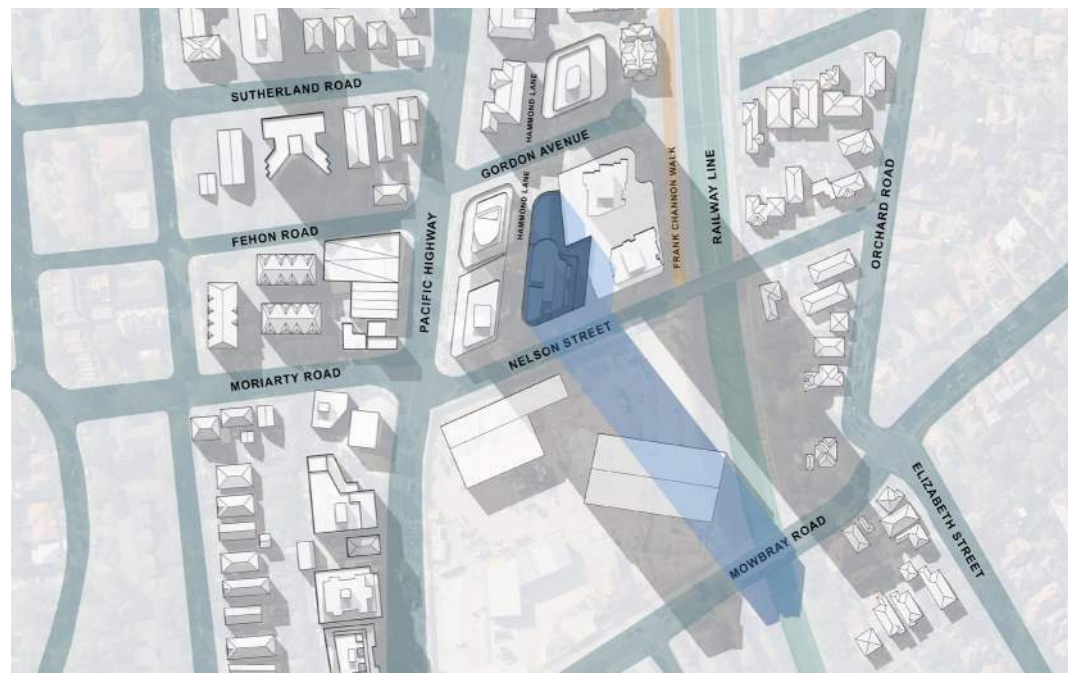 SUTHERLAND ROAD
HAMMOND LANE
GORDON AVENUE
FEHON ROAD
HAMMOND LANE
PACIFIC HIGHWAY
FRANK CHANNON WALK
RAILWAY LINE
ORCHARD ROAD
NELSON STREET
MORIARTY ROAD
MOWBRAY ROAD
ELIZABETH STREET